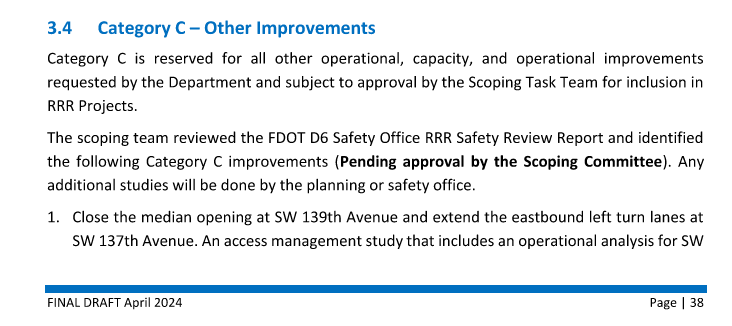 3.4 Category C – Other Improvements
Category C is reserved for all other operational, capacity, and operational improvements
requested by the Department and subject to approval by the Scoping Task Team for inclusion in
RRR Projects.
The scoping team reviewed the FDOT D6 Safety Office RRR Safety Review Report and identified
the following Category C improvements (Pending approval by the Scoping Committee). Any
additional studies will be done by the planning or safety office.
1. Close the median opening at SW 139th Avenue and extend the eastbound left turn lanes at
SW 137th Avenue. An access management study that includes an operational analysis for SW
FINAL DRAFT April 2024 Page | 38